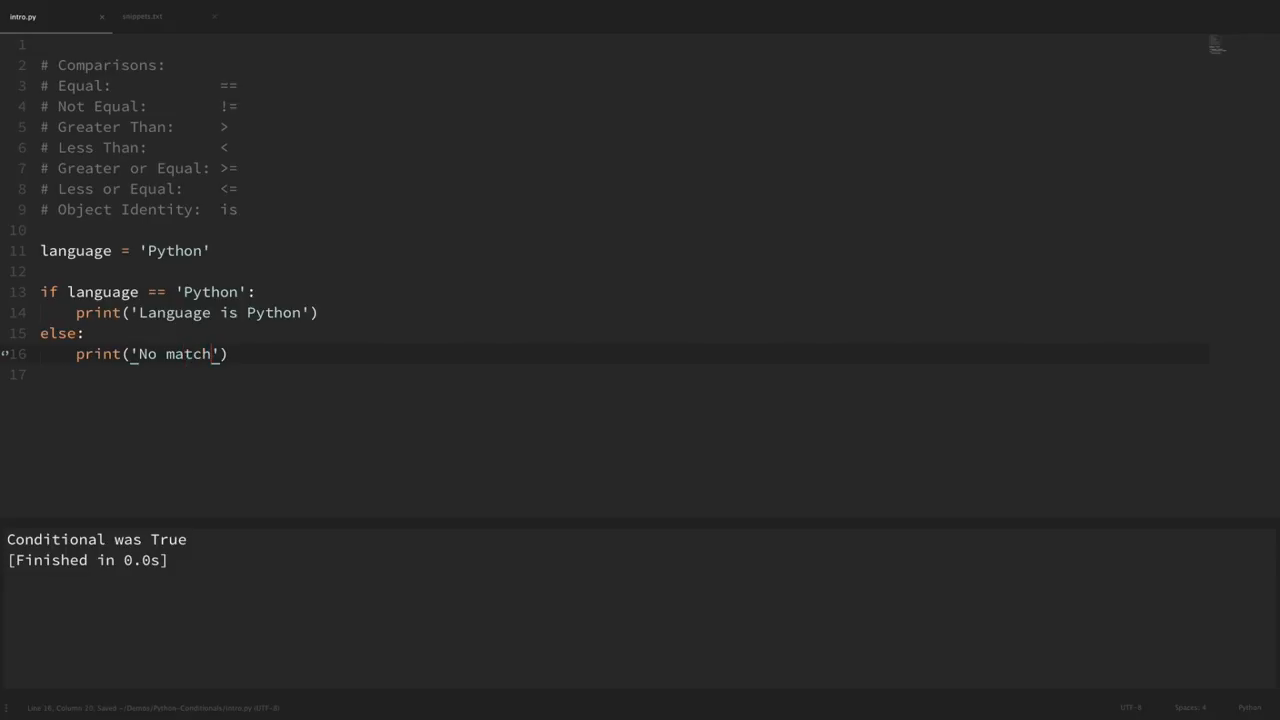 intro.py × snippets.txt ×
1
2 # Comparisons:
3 # Equal:            ==
4 # Not Equal:        !=
5 # Greater Than:     >
6 # Less Than:        <
7 # Greater or Equal: >=
8 # Less or Equal:    <=
9 # Object Identity:  is
10
11 language = 'Python'
12
13 if language == 'Python':
14     print('Language is Python')
15 else:
16     print('No match')
17
Conditional was True
[Finished in 0.0s]
Line 16, Column 20; Saved ~/Demos/Python-Conditionals/intro.py (UTF-8) UTF-8 Spaces: 4 Python